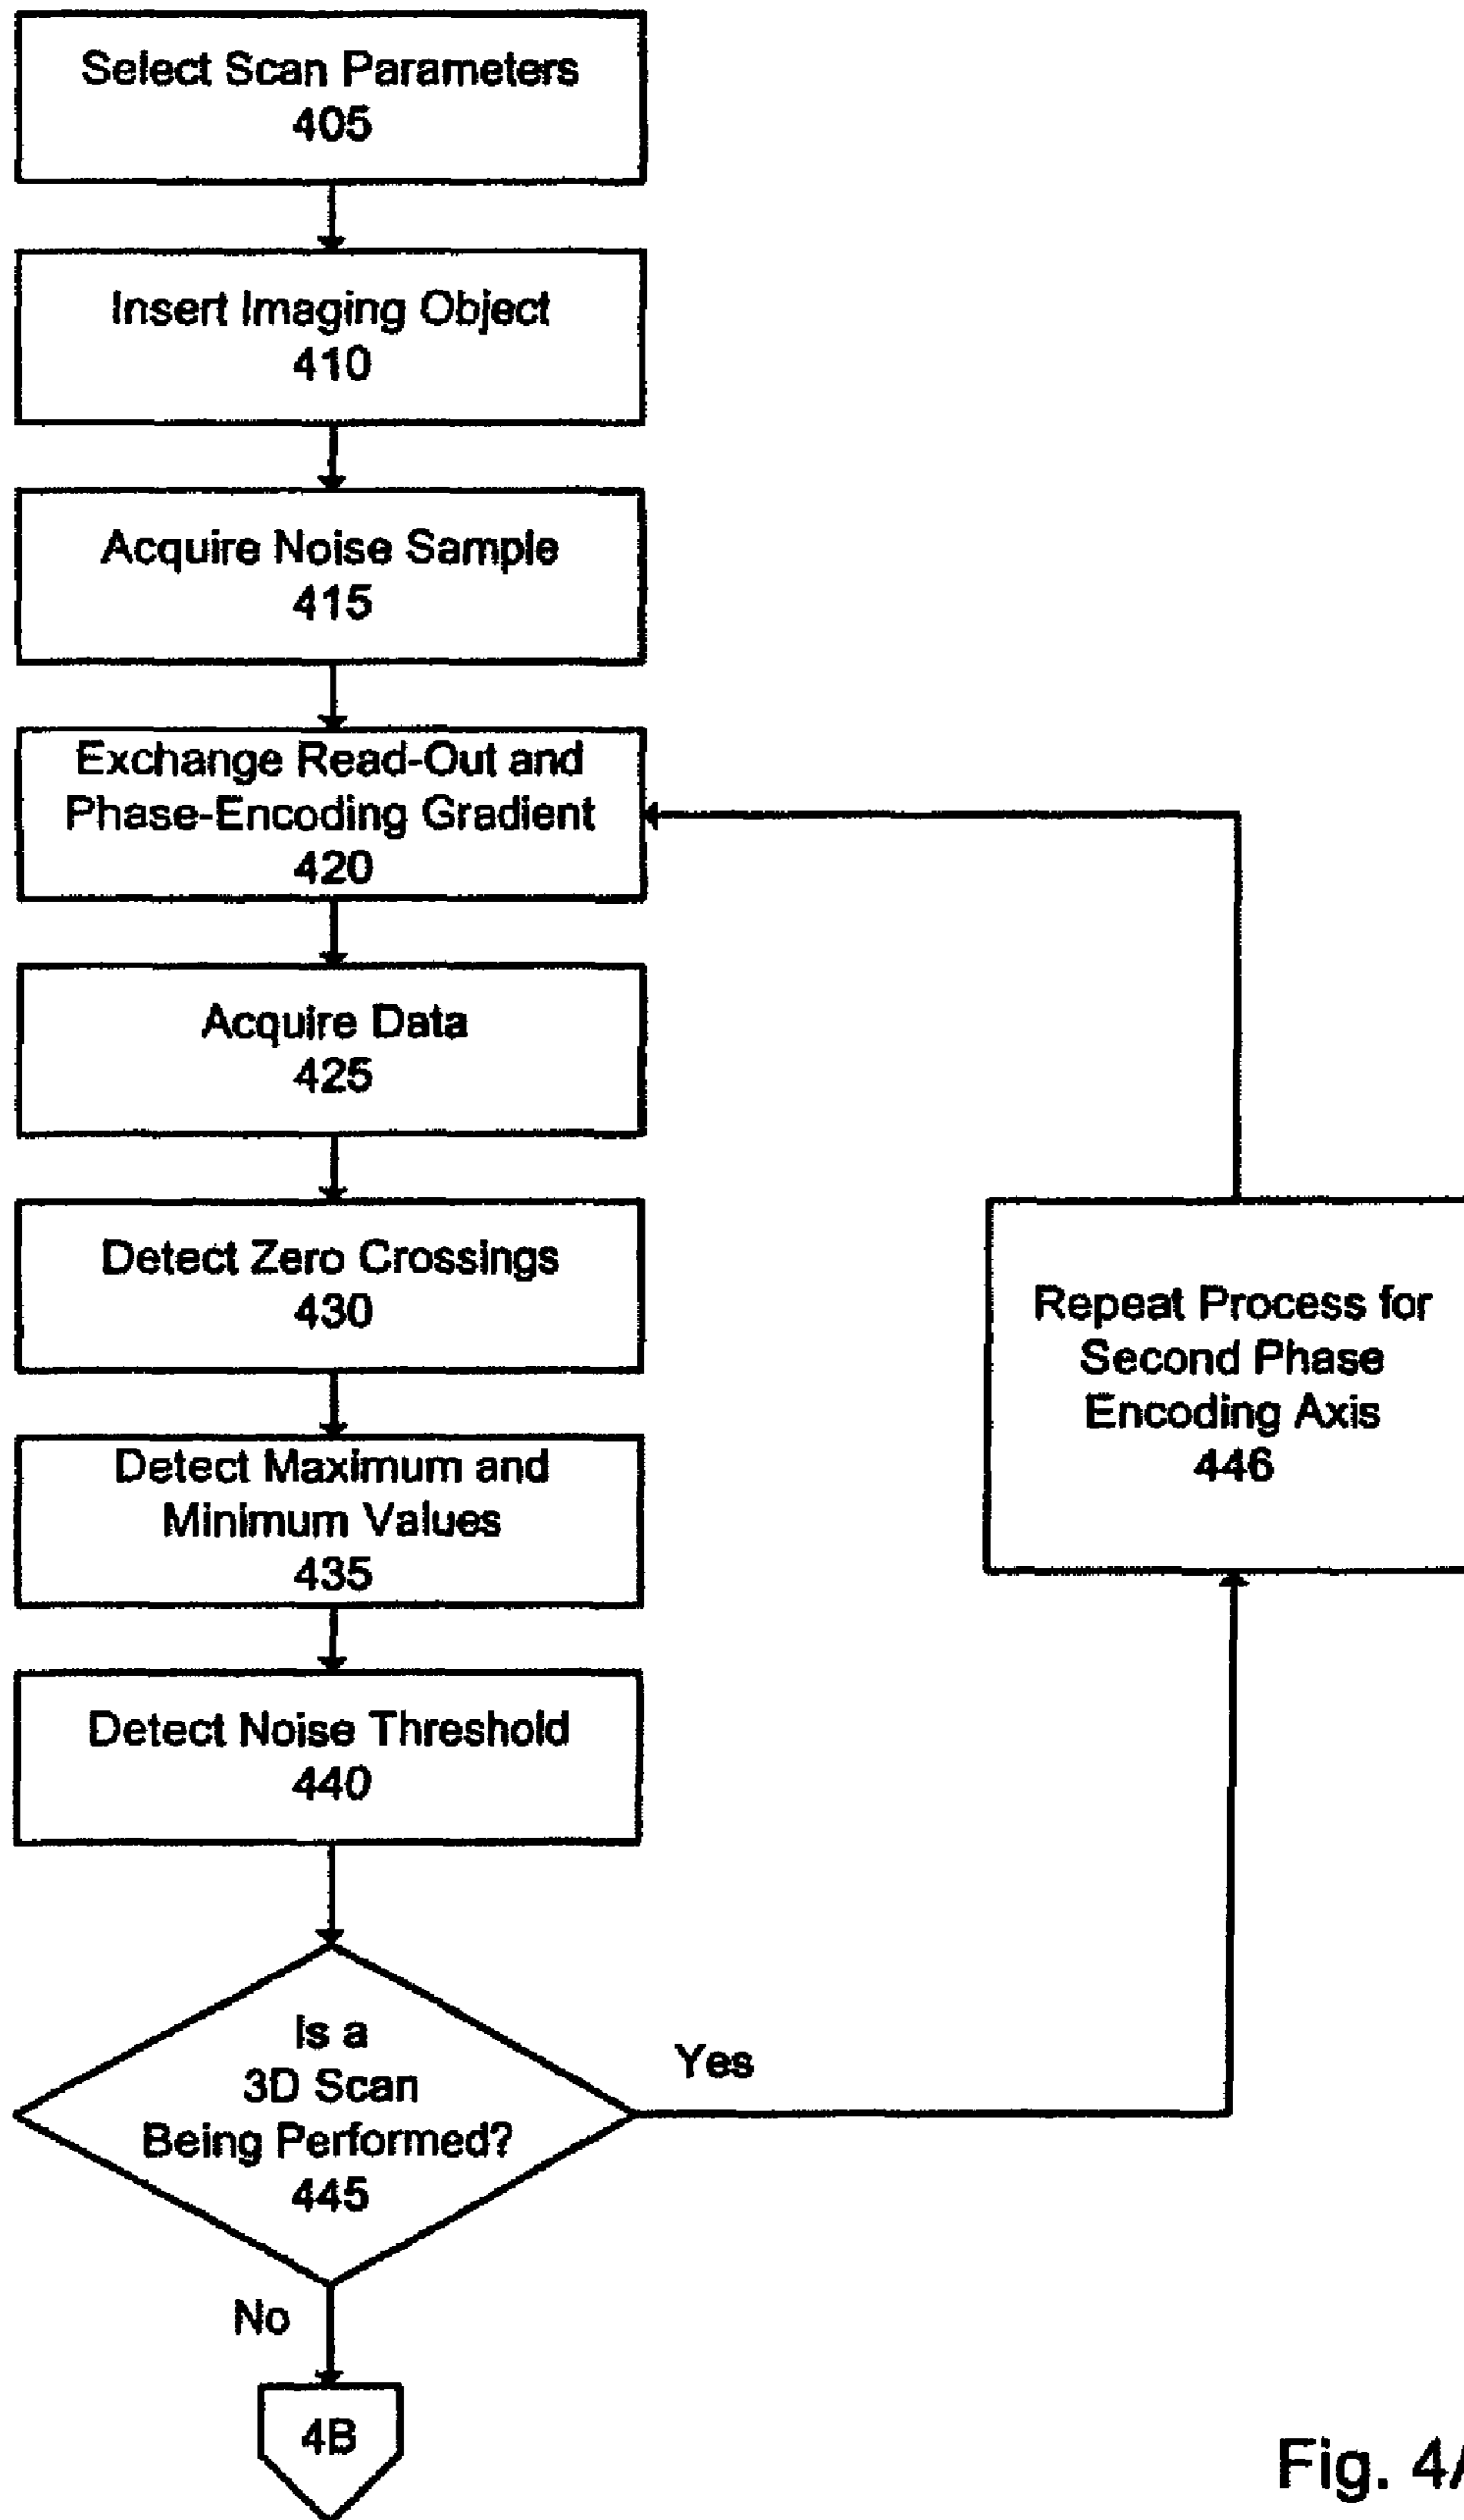 Select Scan Parameters
405
Insert Imaging Object
410
Acquire Noise Sample
415
Exchange Read-Out and
Phase-Encoding Gradient
420
Acquire Data
425
Detect Zero Crossings
430
Detect Maximum and
Minimum Values
435
Repeat Process for
Second Phase
Encoding Axis
446
Detect Noise Threshold
440
Is a
3D Scan
Being Performed?
445
Yes
No
4B
Fig. 4